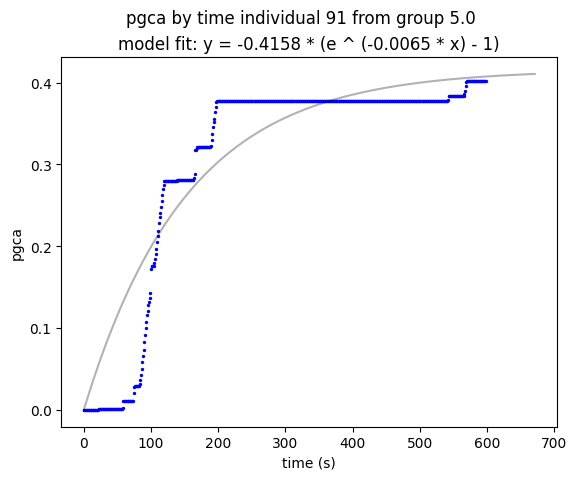 pgca by time individual 91 from group 5.0
model fit: y = -0.4158 * (e ^ (-0.0065 * x) - 1)
0.4
0.3
0.2
0.1
0.0
pgca
0 100 200 300 400 500 600 700
time (s)